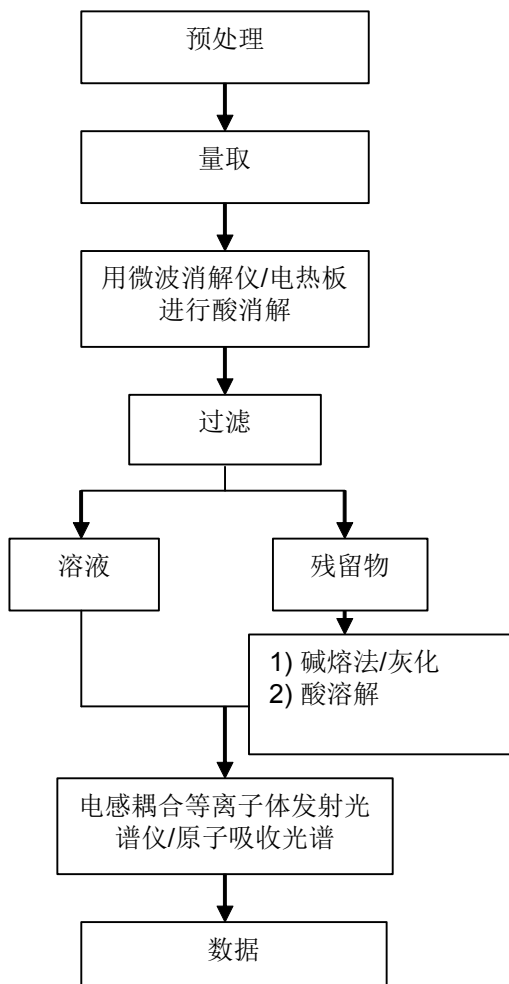 预处理
量取
用微波消解仪/电热板
进行酸消解
过滤
溶液
残留物
1) 碱熔法/灰化
2) 酸溶解
电感耦合等离子体发射光
谱仪/原子吸收光谱
数据